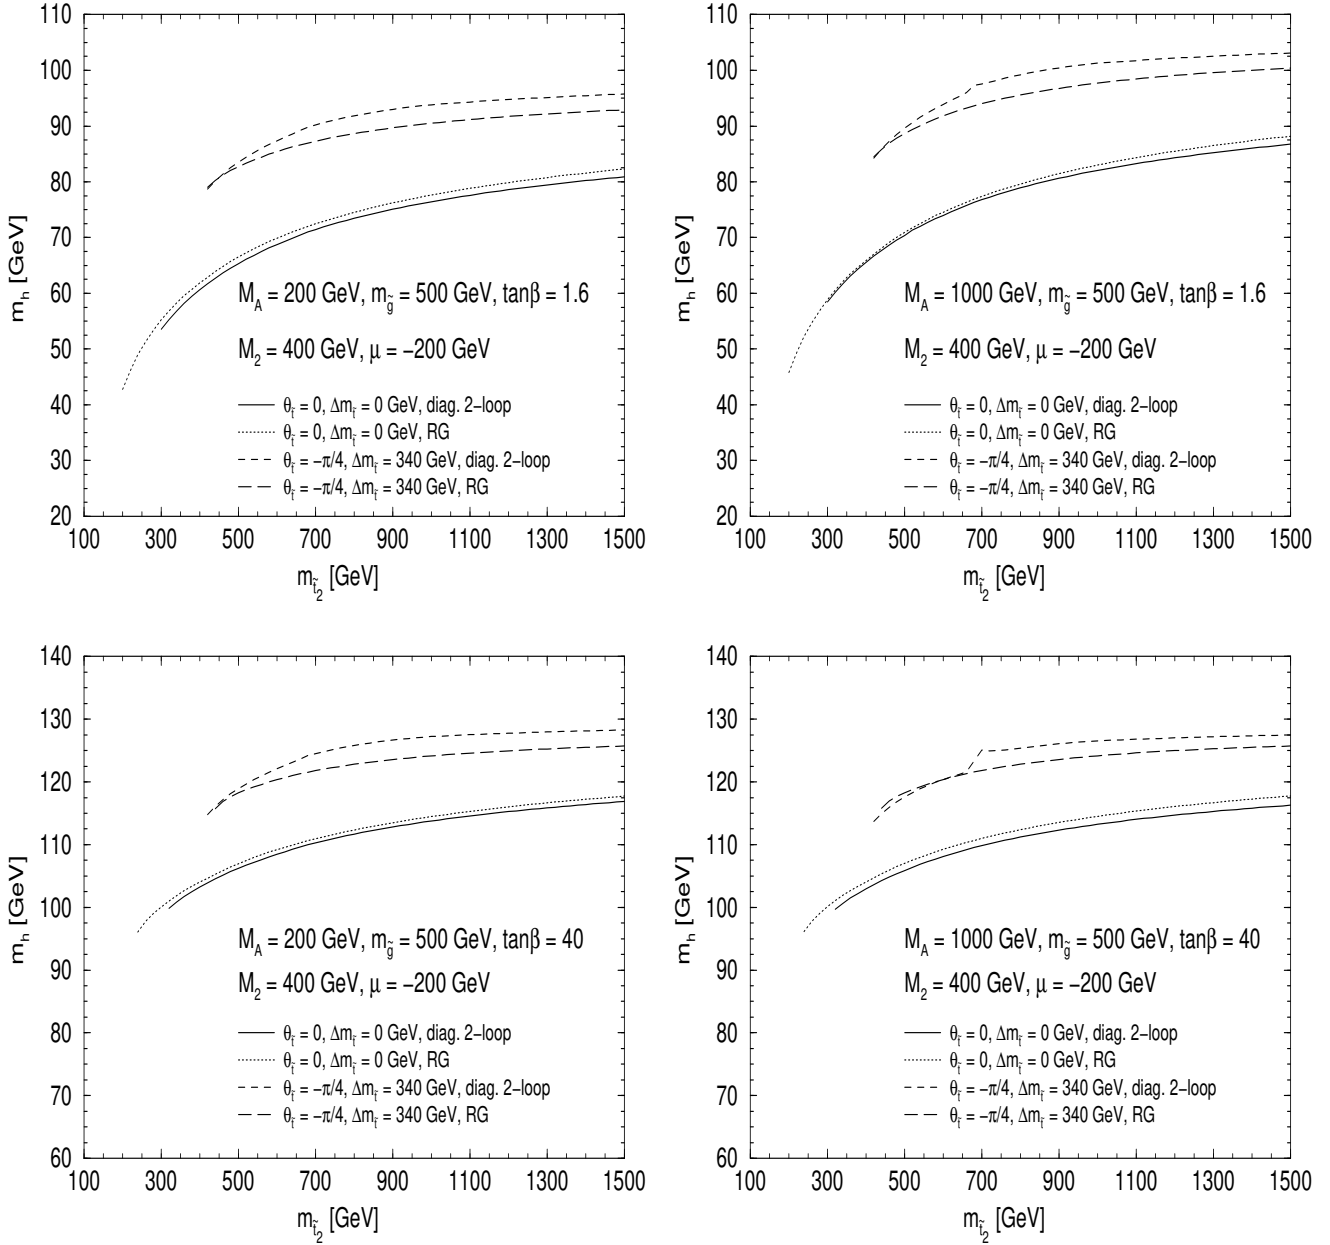 110
100
90
80
70
60
50
40
30
20
m_h [GeV]
M_A = 200 GeV, m_g̃ = 500 GeV, tanβ = 1.6
M_2 = 400 GeV, μ = −200 GeV
θ_t̃ = 0, Δm_t̃ = 0 GeV, diag. 2−loop
θ_t̃ = 0, Δm_t̃ = 0 GeV, RG
θ_t̃ = −π/4, Δm_t̃ = 340 GeV, diag. 2−loop
θ_t̃ = −π/4, Δm_t̃ = 340 GeV, RG
100 300 500 700 900 1100 1300 1500
m_t̃_2 [GeV]
110
100
90
80
70
60
50
40
30
20
m_h [GeV]
M_A = 1000 GeV, m_g̃ = 500 GeV, tanβ = 1.6
M_2 = 400 GeV, μ = −200 GeV
θ_t̃ = 0, Δm_t̃ = 0 GeV, diag. 2−loop
θ_t̃ = 0, Δm_t̃ = 0 GeV, RG
θ_t̃ = −π/4, Δm_t̃ = 340 GeV, diag. 2−loop
θ_t̃ = −π/4, Δm_t̃ = 340 GeV, RG
100 300 500 700 900 1100 1300 1500
m_t̃_2 [GeV]
140
130
120
110
100
90
80
70
60
m_h [GeV]
M_A = 200 GeV, m_g̃ = 500 GeV, tanβ = 40
M_2 = 400 GeV, μ = −200 GeV
θ_t̃ = 0, Δm_t̃ = 0 GeV, diag. 2−loop
θ_t̃ = 0, Δm_t̃ = 0 GeV, RG
θ_t̃ = −π/4, Δm_t̃ = 340 GeV, diag. 2−loop
θ_t̃ = −π/4, Δm_t̃ = 340 GeV, RG
100 300 500 700 900 1100 1300 1500
m_t̃_2 [GeV]
140
130
120
110
100
90
80
70
60
m_h [GeV]
M_A = 1000 GeV, m_g̃ = 500 GeV, tanβ = 40
M_2 = 400 GeV, μ = −200 GeV
θ_t̃ = 0, Δm_t̃ = 0 GeV, diag. 2−loop
θ_t̃ = 0, Δm_t̃ = 0 GeV, RG
θ_t̃ = −π/4, Δm_t̃ = 340 GeV, diag. 2−loop
θ_t̃ = −π/4, Δm_t̃ = 340 GeV, RG
100 300 500 700 900 1100 1300 1500
m_t̃_2 [GeV]